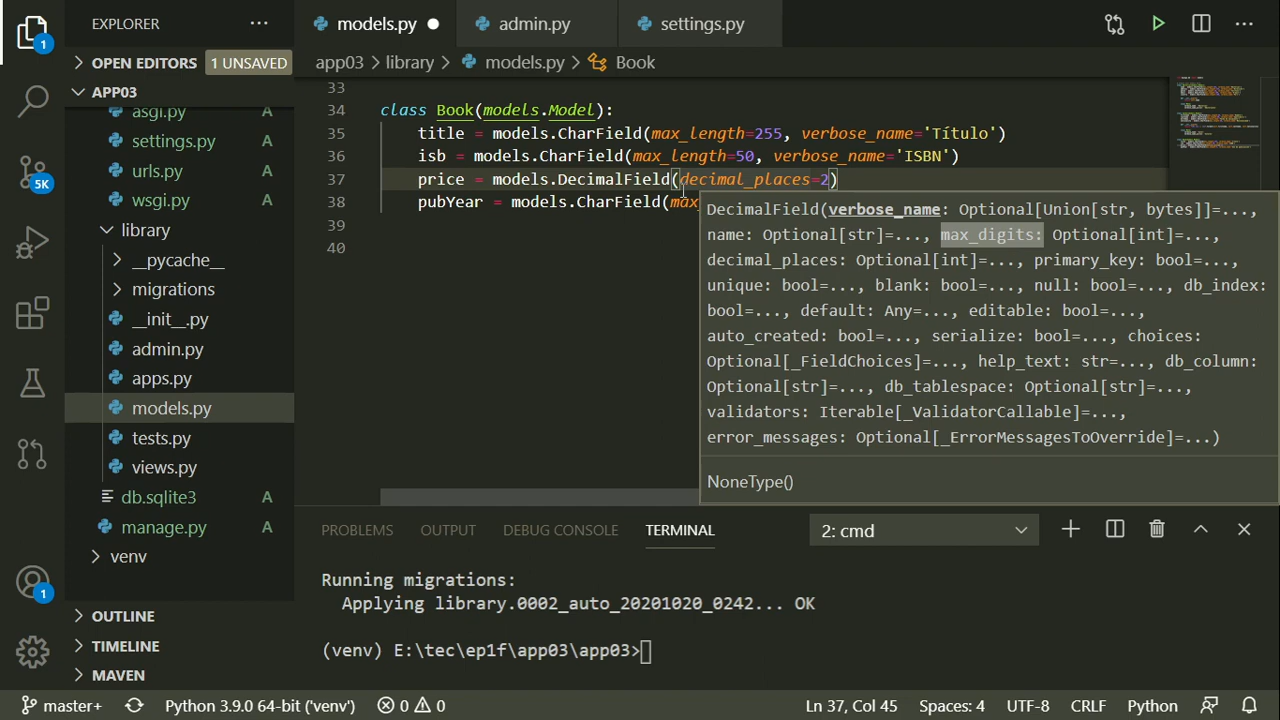 EXPLORER
models.py
admin.py
settings.py
OPEN EDITORS
1 UNSAVED
app03 > library > models.py > Book
APP03
asgi.py A
settings.py A
urls.py A
wsgi.py A
library
__pycache__
migrations
__init__.py
admin.py
apps.py
models.py
tests.py
views.py
db.sqlite3 A
manage.py A
venv
OUTLINE
TIMELINE
MAVEN
1
5K
1
33
34 class Book(models.Model):
35 title = models.CharField(max_length=255, verbose_name='Título')
36 isb = models.CharField(max_length=50, verbose_name='ISBN')
37 price = models.DecimalField(decimal_places=2)
38 pubYear = models.CharField(max_
39
40
DecimalField(verbose_name: Optional[Union[str, bytes]]=...,
name: Optional[str]=..., max_digits: Optional[int]=...,
decimal_places: Optional[int]=..., primary_key: bool=...,
unique: bool=..., blank: bool=..., null: bool=..., db_index:
bool=..., default: Any=..., editable: bool=...,
auto_created: bool=..., serialize: bool=..., choices:
Optional[_FieldChoices]=..., help_text: str=..., db_column:
Optional[str]=..., db_tablespace: Optional[str]=...,
validators: Iterable[_ValidatorCallable]=...,
error_messages: Optional[_ErrorMessagesToOverride]=...)
NoneType()
PROBLEMS OUTPUT DEBUG CONSOLE TERMINAL 2: cmd
Running migrations:
Applying library.0002_auto_20201020_0242... OK
(venv) E:\tec\ep1f\app03\app03>
master+ Python 3.9.0 64-bit ('venv') 0 0 Ln 37, Col 45 Spaces: 4 UTF-8 CRLF Python